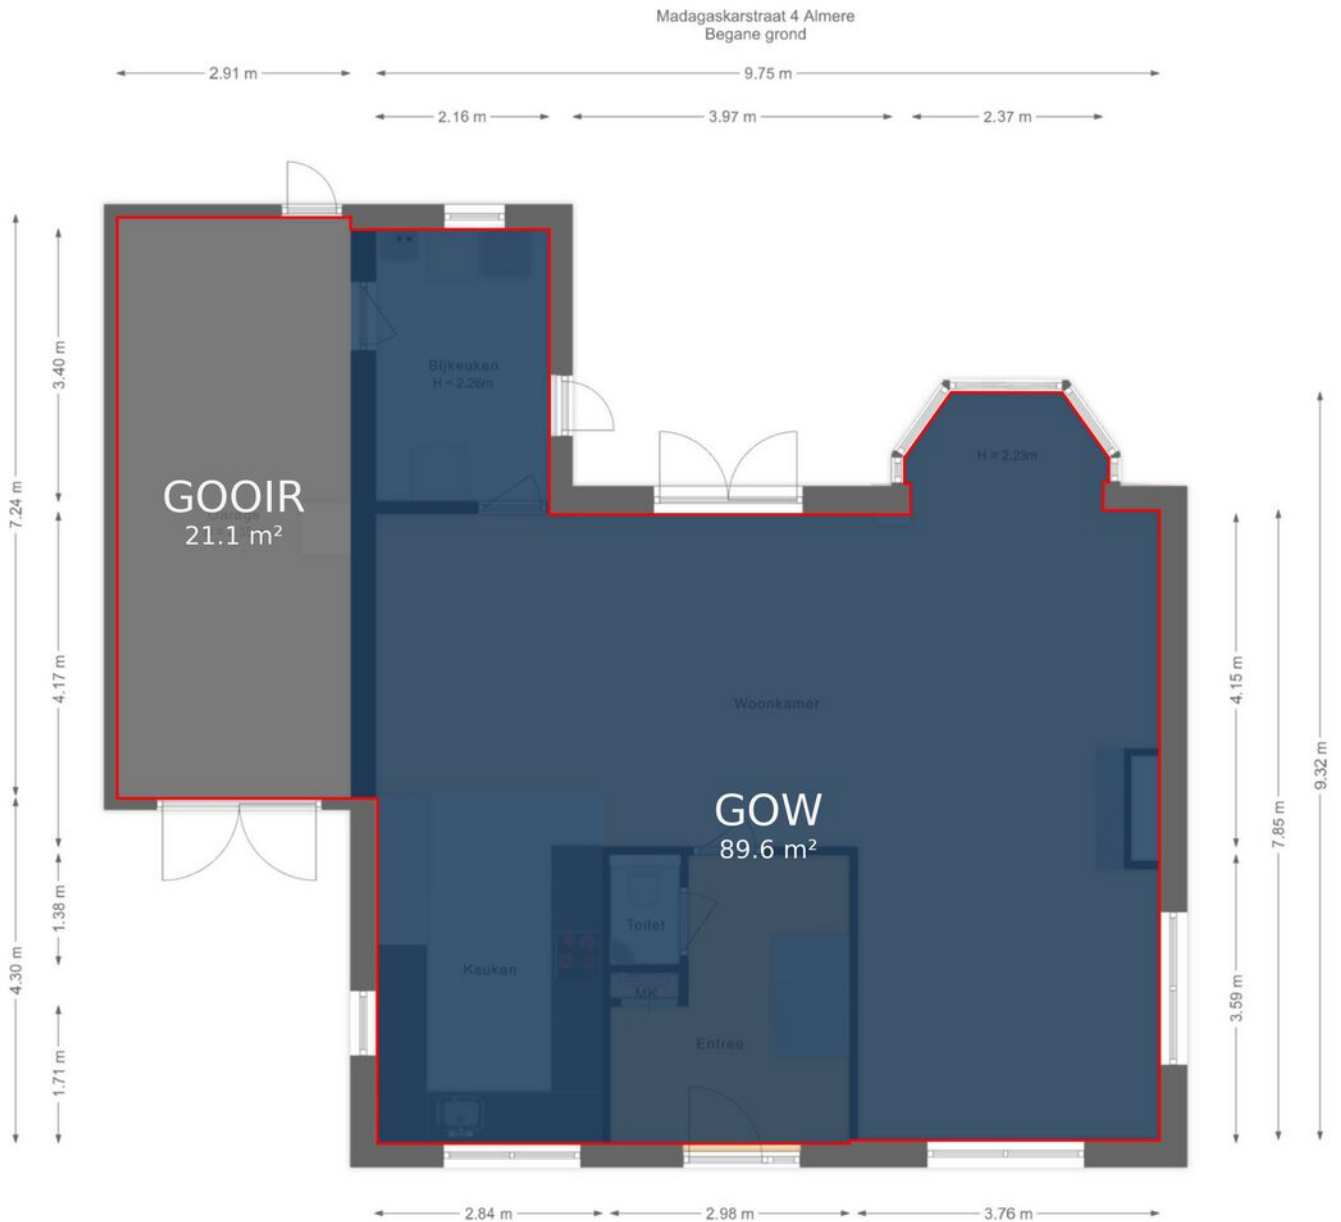 Madagaskarstraat 4 Almere
Begane grond
2.91 m
9.75 m
2.16 m
3.97 m
2.37 m
7.24 m
3.40 m
Bijkeuken
H = 2.26m
H = 2.23m
GOOIR
Garage
21.1 m²
4.17 m
4.15 m
9.32 m
7.85 m
Woonkamer
GOW
89.6 m²
1.38 m
Toilet
4.30 m
Keuken
MK
3.59 m
Entree
1.71 m
2.84 m
2.98 m
3.76 m